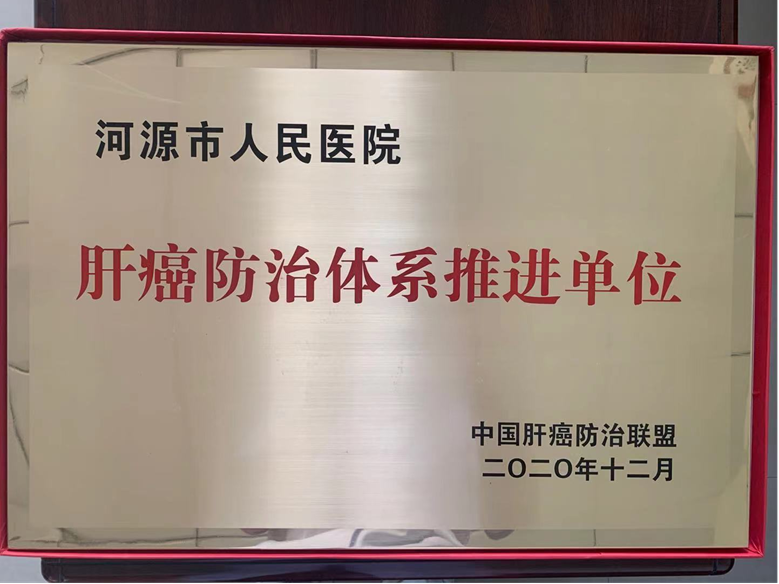 河源市人民医院
肝癌防治体系推进单位
中国肝癌防治联盟
二〇二〇年十二月